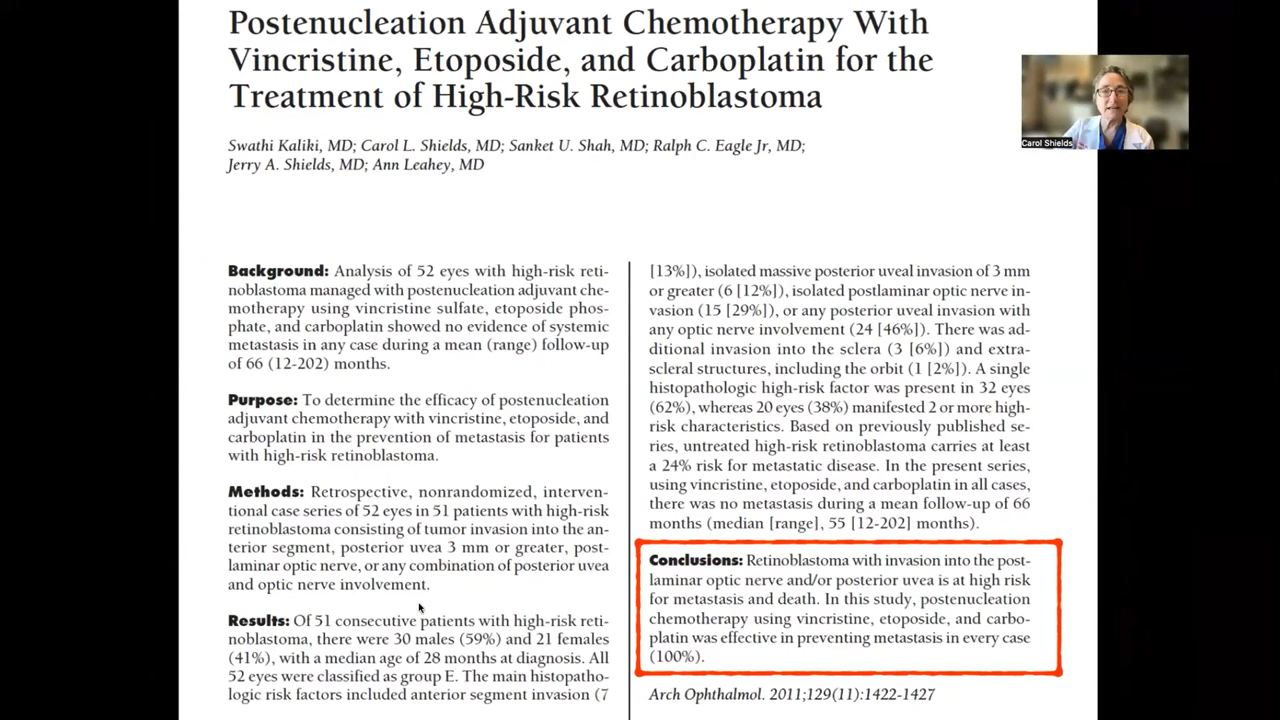 Postenucleation Adjuvant Chemotherapy With
Vincristine, Etoposide, and Carboplatin for the
Treatment of High-Risk Retinoblastoma
Swathi Kaliki, MD; Carol L. Shields, MD; Sanket U. Shah, MD; Ralph C. Eagle Jr, MD;
Jerry A. Shields, MD; Ann Leahey, MD
Carol Shields
Background: Analysis of 52 eyes with high-risk reti-
noblastoma managed with postenucleation adjuvant che-
motherapy using vincristine sulfate, etoposide phos-
phate, and carboplatin showed no evidence of systemic
metastasis in any case during a mean (range) follow-up
of 66 (12-202) months.
Purpose: To determine the efficacy of postenucleation
adjuvant chemotherapy with vincristine, etoposide, and
carboplatin in the prevention of metastasis for patients
with high-risk retinoblastoma.
Methods: Retrospective, nonrandomized, interven-
tional case series of 52 eyes in 51 patients with high-risk
retinoblastoma consisting of tumor invasion into the an-
terior segment, posterior uvea 3 mm or greater, post-
laminar optic nerve, or any combination of posterior uvea
and optic nerve involvement.
Results: Of 51 consecutive patients with high-risk reti-
noblastoma, there were 30 males (59%) and 21 females
(41%), with a median age of 28 months at diagnosis. All
52 eyes were classified as group E. The main histopatho-
logic risk factors included anterior segment invasion (7
[13%]), isolated massive posterior uveal invasion of 3 mm
or greater (6 [12%]), isolated postlaminar optic nerve in-
vasion (15 [29%]), or any posterior uveal invasion with
any optic nerve involvement (24 [46%]). There was ad-
ditional invasion into the sclera (3 [6%]) and extra-
scleral structures, including the orbit (1 [2%]). A single
histopathologic high-risk factor was present in 32 eyes
(62%), whereas 20 eyes (38%) manifested 2 or more high-
risk characteristics. Based on previously published se-
ries, untreated high-risk retinoblastoma carries at least
a 24% risk for metastatic disease. In the present series,
using vincristine, etoposide, and carboplatin in all cases,
there was no metastasis during a mean follow-up of 66
months (median [range], 55 [12-202] months).
Conclusions: Retinoblastoma with invasion into the post-
laminar optic nerve and/or posterior uvea is at high risk
for metastasis and death. In this study, postenucleation
chemotherapy using vincristine, etoposide, and carbo-
platin was effective in preventing metastasis in every case
(100%).
Arch Ophthalmol. 2011;129(11):1422-1427